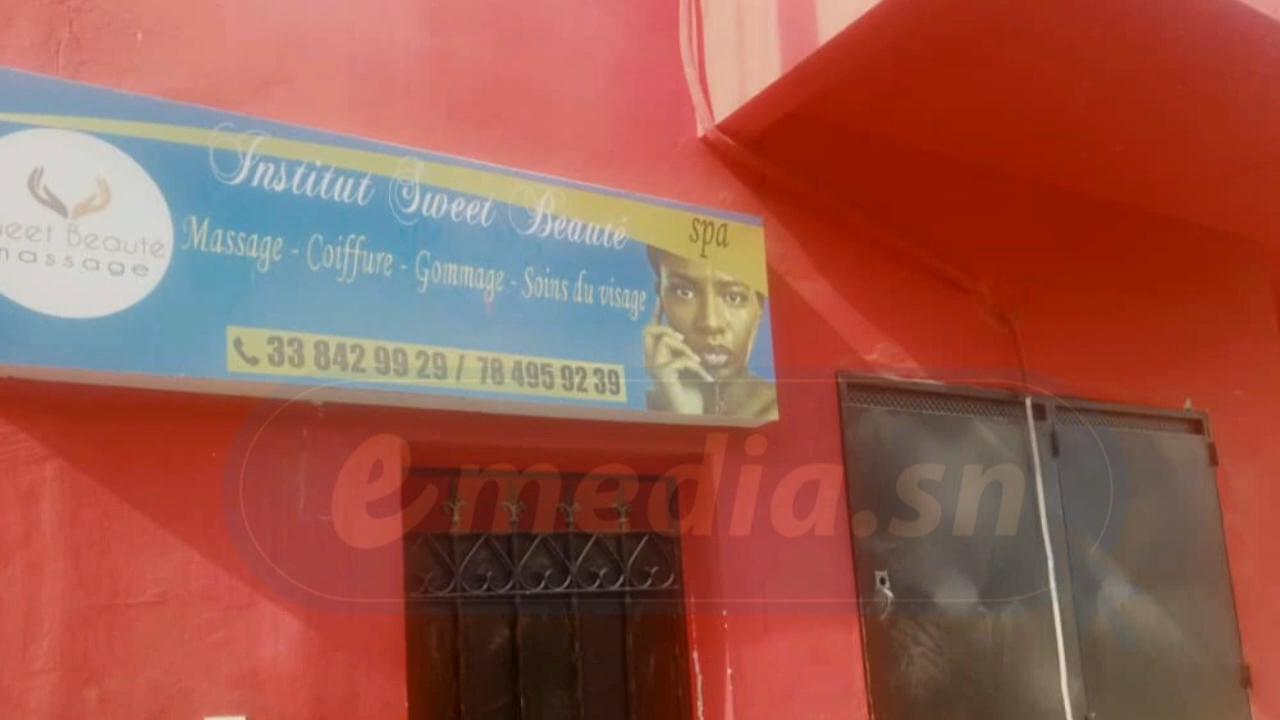 Institut Sweet Beauté
spa
Massage - Coiffure - Gommage - Soins du visage
33 842 99 29 / 78 495 92 39
Beauté
massage
emedia.sn